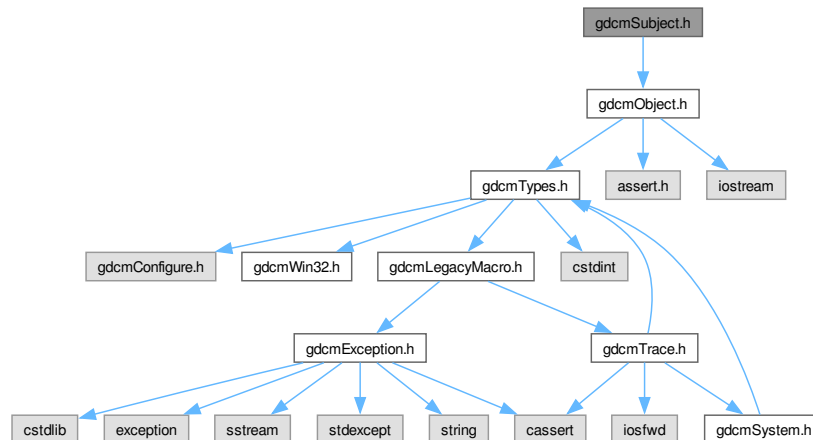 gdcmSubject.h
gdcmObject.h
gdcmTypes.h
assert.h
iostream
gdcmConfigure.h
gdcmWin32.h
gdcmLegacyMacro.h
cstdint
gdcmException.h
gdcmTrace.h
cstdlib
exception
sstream
stdexcept
string
cassert
iosfwd
gdcmSystem.h